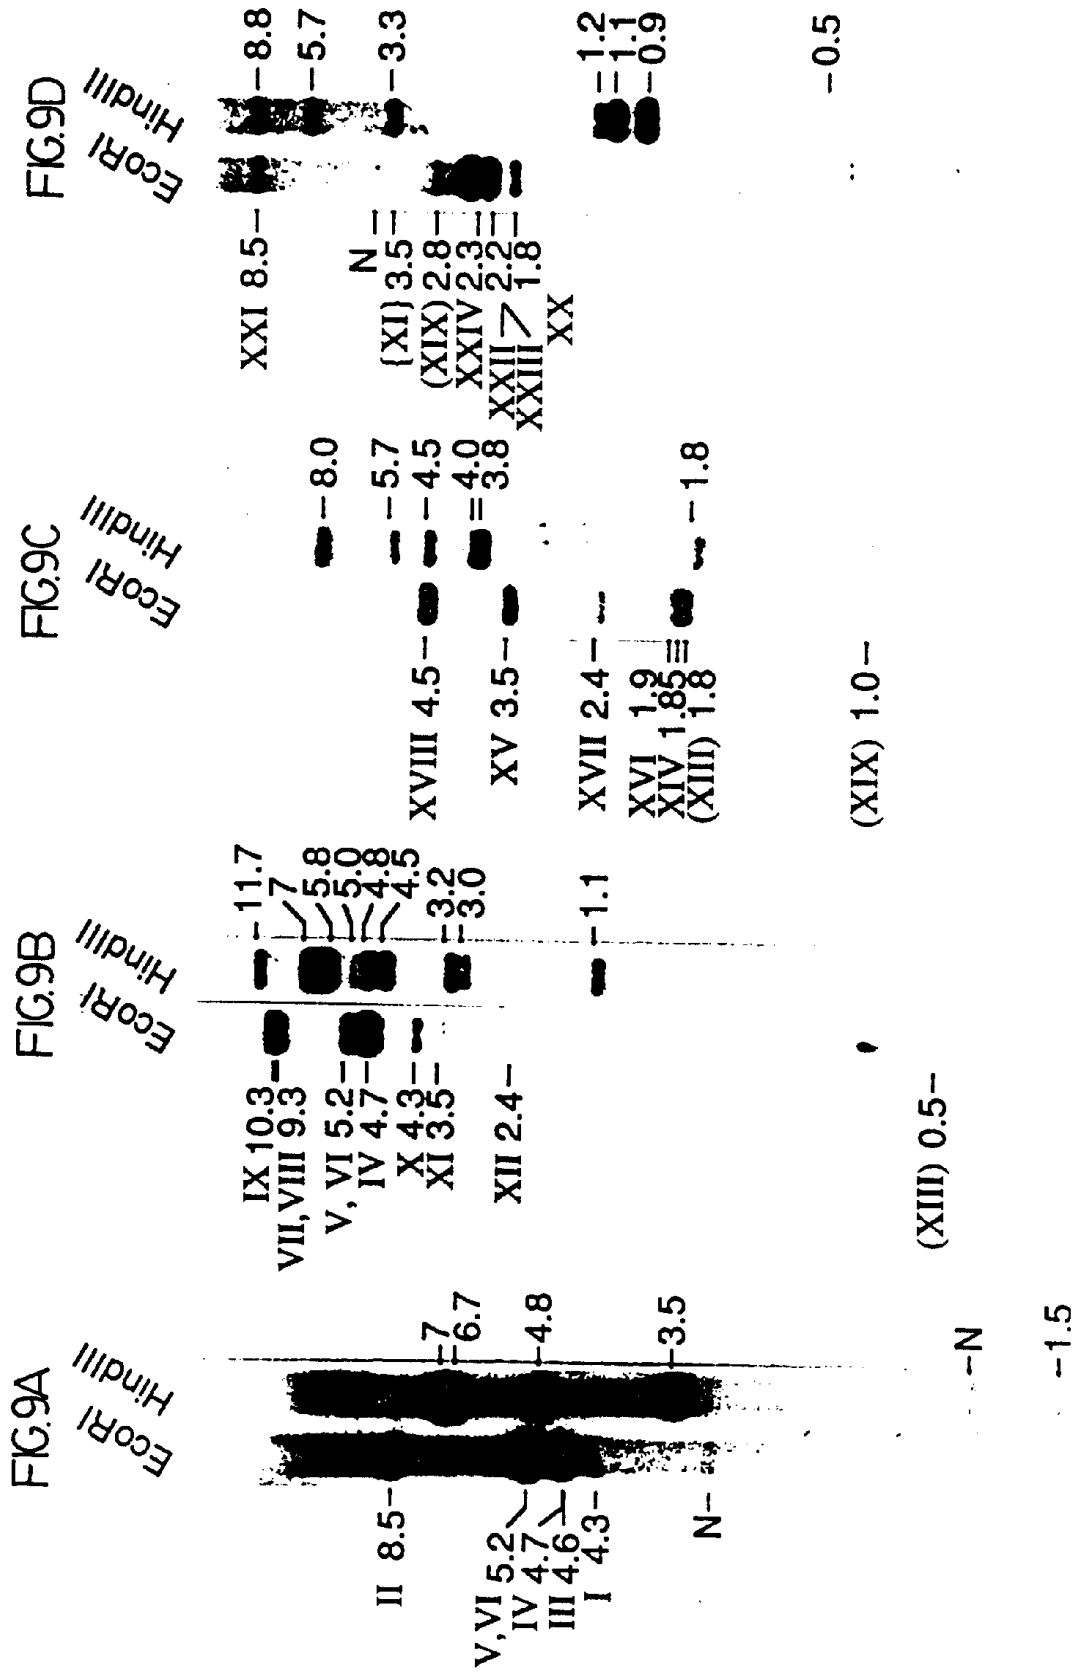 FIG.9A
EcoRI
HindIII
II 8.5
V,VI 5.2
IV 4.7
III 4.6
I 4.3
N
7
6.7
4.8
3.5
N
1.5
FIG.9B
EcoRI
HindIII
IX 10.3
VII,VIII 9.3
V, VI 5.2
IV 4.7
X 4.3
XI 3.5
XII 2.4
(XIII) 0.5
11.7
7
5.8
5.0
4.8
4.5
3.2
3.0
1.1
FIG.9C
EcoRI
HindIII
XVIII 4.5
XV 3.5
XVII 2.4
XVI 1.9
XIV 1.85
(XIII) 1.8
(XIX) 1.0
8.0
5.7
4.5
4.0
3.8
1.8
FIG.9D
EcoRI
HindIII
XXI 8.5
N
{XI} 3.5
(XIX) 2.8
XXIV 2.3
XXII 2.2
XXIII 1.8
XX
8.8
5.7
3.3
1.2
1.1
0.9
0.5